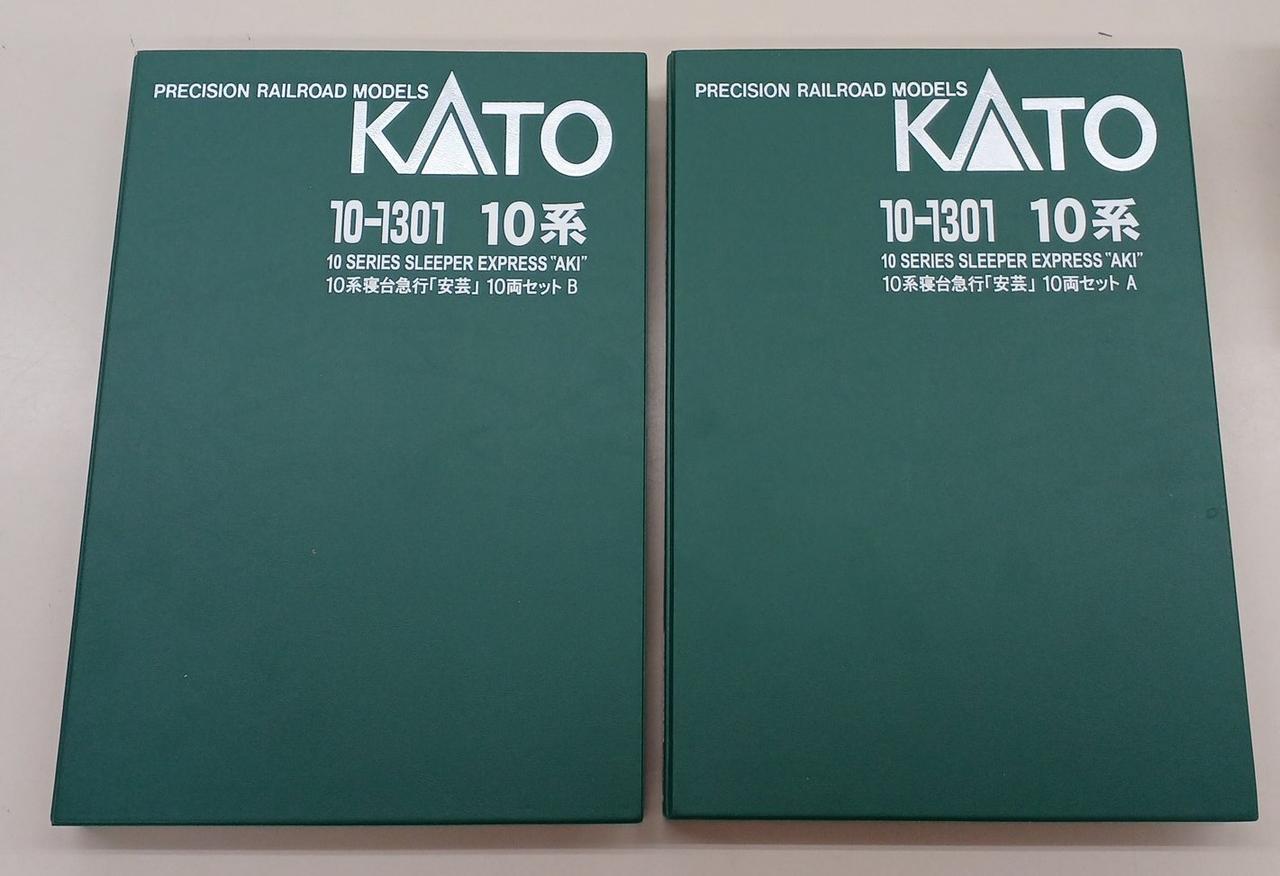 PRECISION RAILROAD MODELS
KATO
10-1301 10系
10 SERIES SLEEPER EXPRESS "AKI"
10系寝台急行「安芸」 10両セット B
PRECISION RAILROAD MODELS
KATO
10-1301 10系
10 SERIES SLEEPER EXPRESS "AKI"
10系寝台急行「安芸」 10両セット A